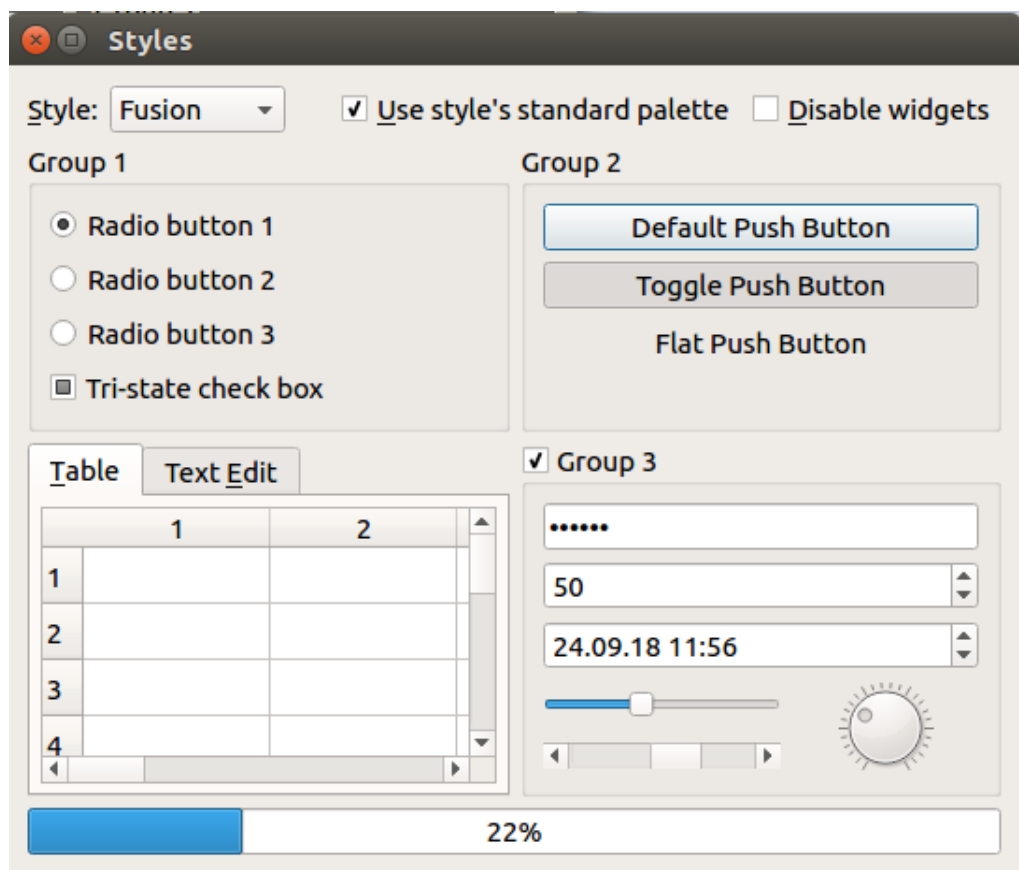 Styles
Style: Fusion Use style's standard palette Disable widgets
Group 1
Radio button 1
Radio button 2
Radio button 3
Tri-state check box
Group 2
Default Push Button
Toggle Push Button
Flat Push Button
Table Text Edit
1 2
1
2
3
4
Group 3
••••••
50
24.09.18 11:56
22%